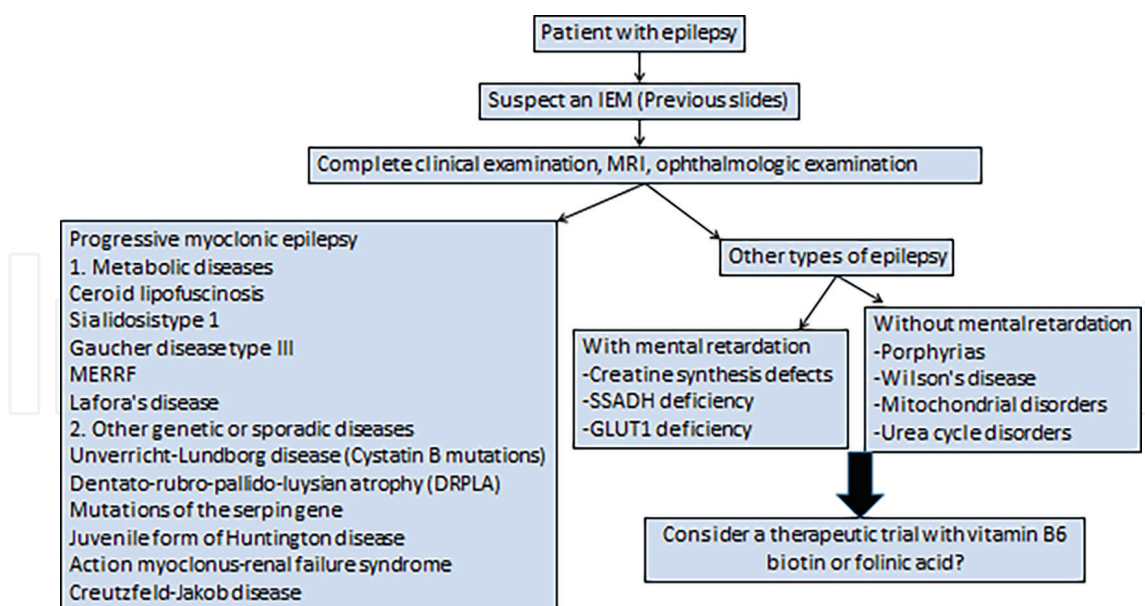 Patient with epilepsy
Suspect an IEM (Previous slides)
Complete clinical examination, MRI, ophthalmologic examination
Progressive myoclonic epilepsy
1. Metabolic diseases
Ceroid lipofuscinosis
Sialidosis type 1
Gaucher disease type III
MERRF
Lafora's disease
2. Other genetic or sporadic diseases
Unverricht-Lundborg disease (Cystatin B mutations)
Dentato-rubro-pallido-luysian atrophy (DRPLA)
Mutations of the serpin gene
Juvenile form of Huntington disease
Action myoclonus-renal failure syndrome
Creutzfeld-Jakob disease
Other types of epilepsy
With mental retardation
-Creatine synthesis defects
-SSADH deficiency
-GLUT1 deficiency
Without mental retardation
-Porphyrias
-Wilson's disease
-Mitochondrial disorders
-Urea cycle disorders
Consider a therapeutic trial with vitamin B6
biotin or folinic acid?